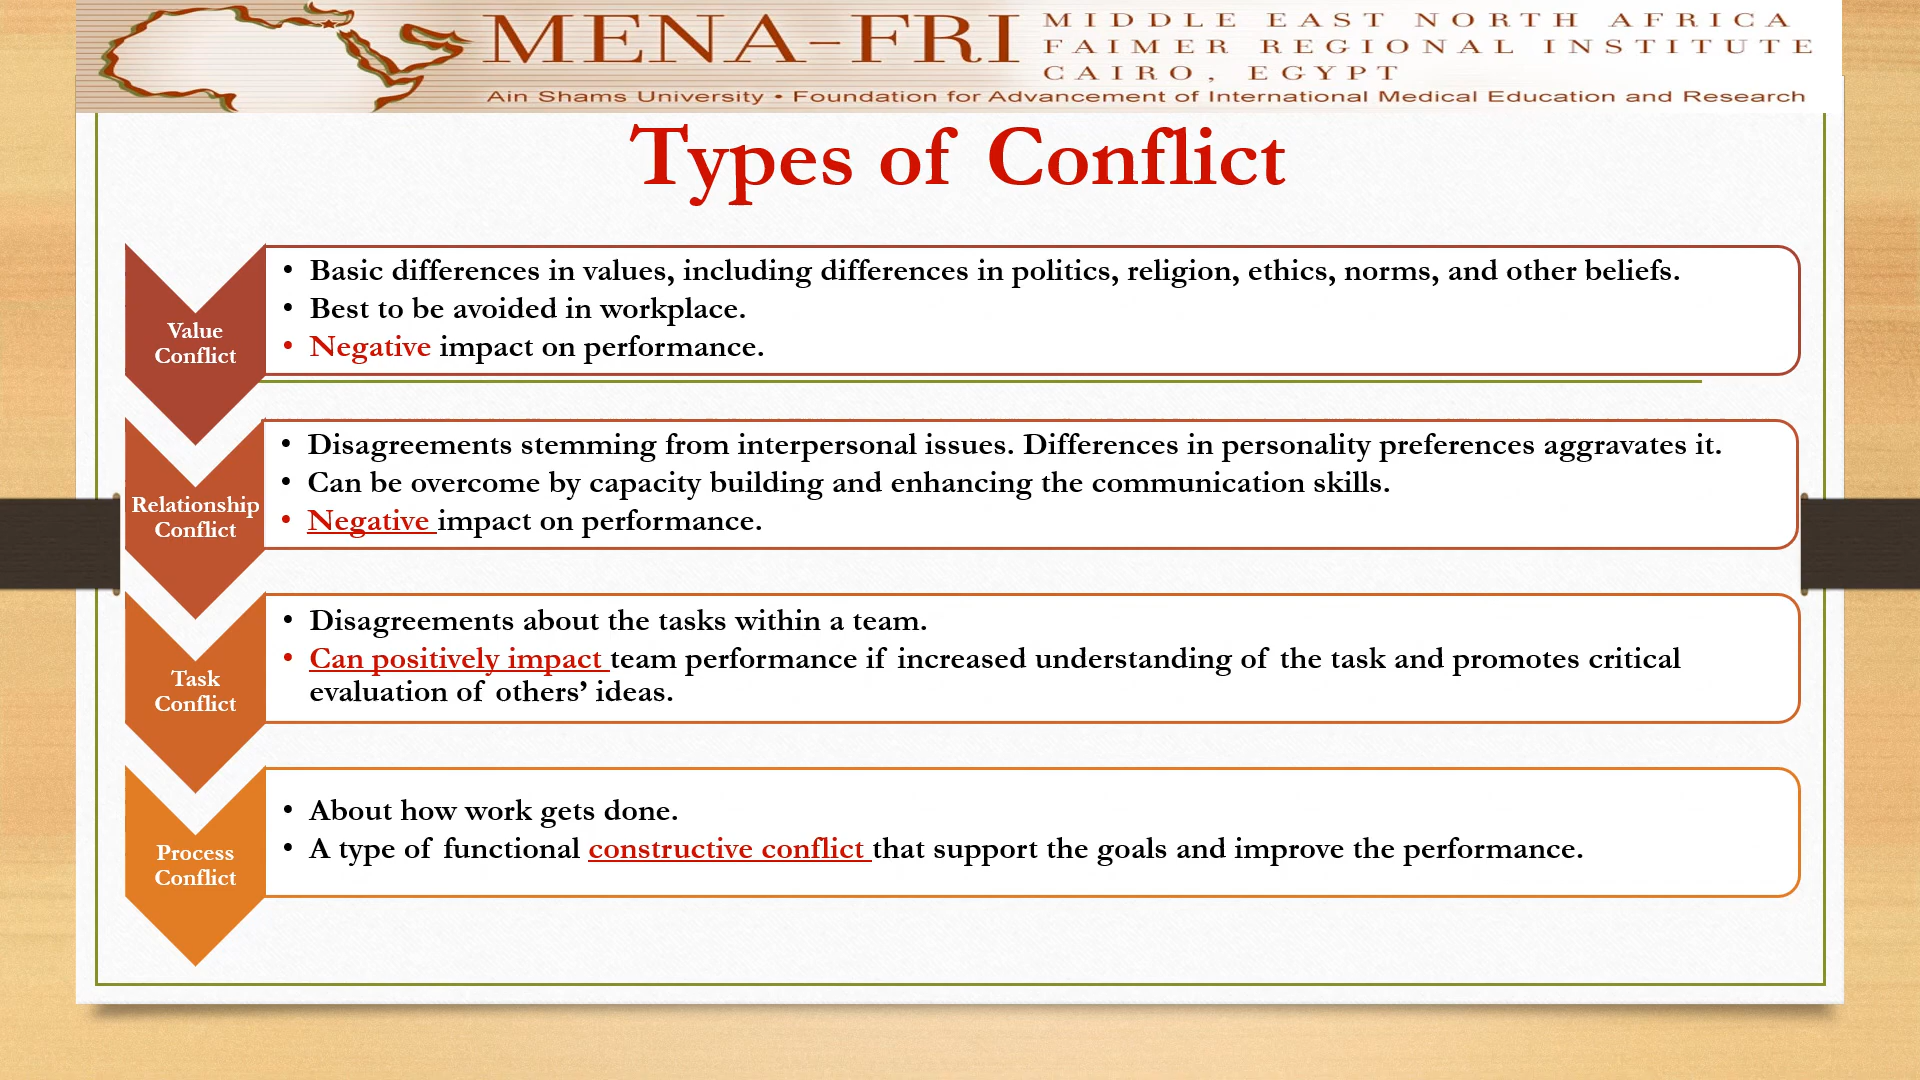 MENA-FRI
MIDDLE EAST NORTH AFRICA
FAIMER REGIONAL INSTITUTE
CAIRO, EGYPT
Ain Shams University • Foundation for Advancement of International Medical Education and Research
Types of Conflict
Value
Conflict
• Basic differences in values, including differences in politics, religion, ethics, norms, and other beliefs.
• Best to be avoided in workplace.
• Negative impact on performance.
Relationship
Conflict
• Disagreements stemming from interpersonal issues. Differences in personality preferences aggravates it.
• Can be overcome by capacity building and enhancing the communication skills.
• Negative impact on performance.
Task
Conflict
• Disagreements about the tasks within a team.
• Can positively impact team performance if increased understanding of the task and promotes critical
evaluation of others’ ideas.
Process
Conflict
• About how work gets done.
• A type of functional constructive conflict that support the goals and improve the performance.